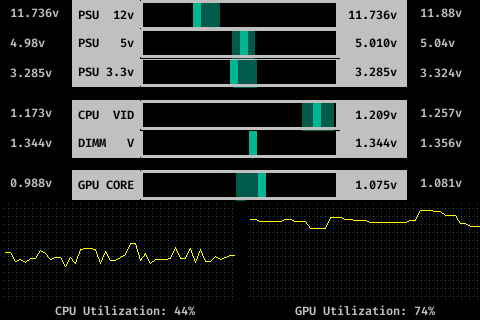 11.736v PSU 12v 11.736v 11.88v
4.98v PSU 5v 5.010v 5.04v
3.285v PSU 3.3v 3.285v 3.324v
1.173v CPU VID 1.209v 1.257v
1.344v DIMM V 1.344v 1.356v
0.988v GPU CORE 1.075v 1.081v
CPU Utilization: 44% GPU Utilization: 74%